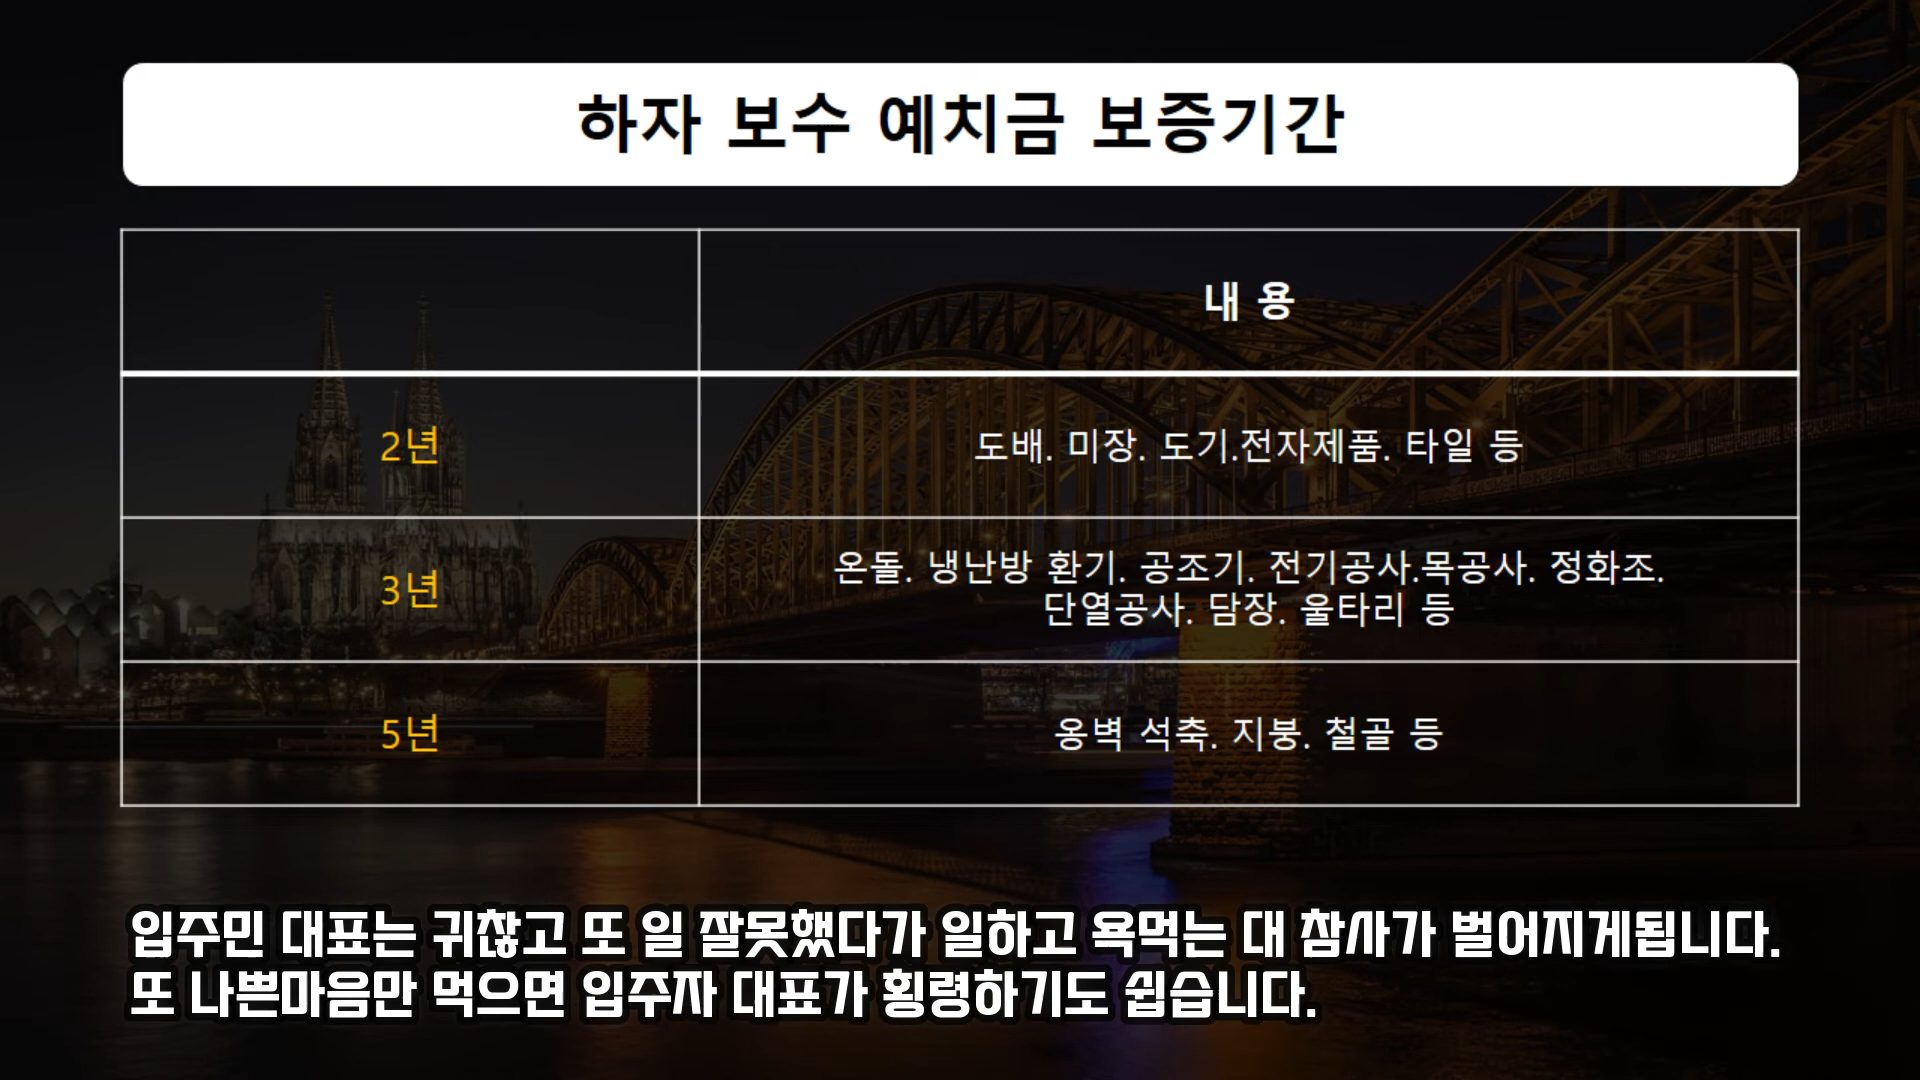 하자 보수 예치금 보증기간
내 용
2년
도배. 미장. 도기.전자제품. 타일 등
3년
온돌. 냉난방 환기. 공조기. 전기공사.목공사. 정화조.
단열공사. 담장. 울타리 등
5년
옹벽 석축. 지붕. 철골 등
입주민 대표는 귀찮고 또 일 잘못했다가 일하고 욕먹는 대 참사가 벌어지게됩니다.
또 나쁜마음만 먹으면 입주자 대표가 횡령하기도 쉽습니다.